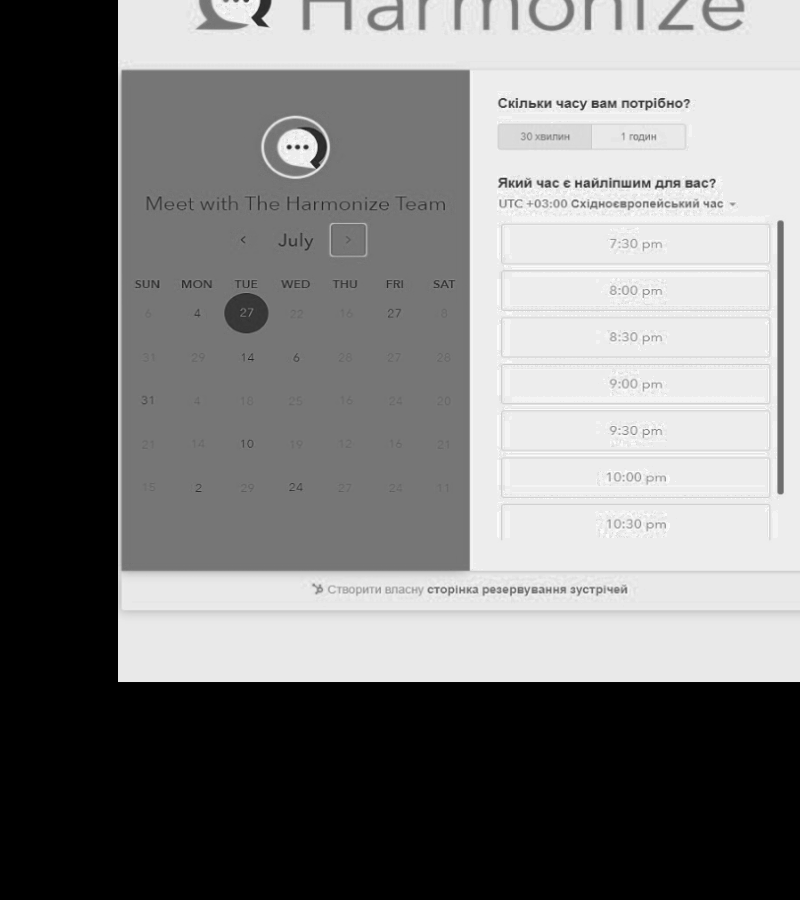 Harmonize
Meet with The Harmonize Team
July
SUN MON TUE WED THU FRI SAT
6 4 27 22 16 27 8
31 29 14 6 26 27 26
31 4 18 25 16 24 20
21 14 10 19 12 16 21
15 2 29 24 27 24 11
Скільки часу вам потрібно?
30 хвилин 1 годин
Який час є найліпшим для вас?
UTC +03:00 Східноєвропейський час
7:30 pm
8:00 pm
8:30 pm
9:00 pm
9:30 pm
10:00 pm
10:30 pm
Створити власну сторінка резервування зустрічей